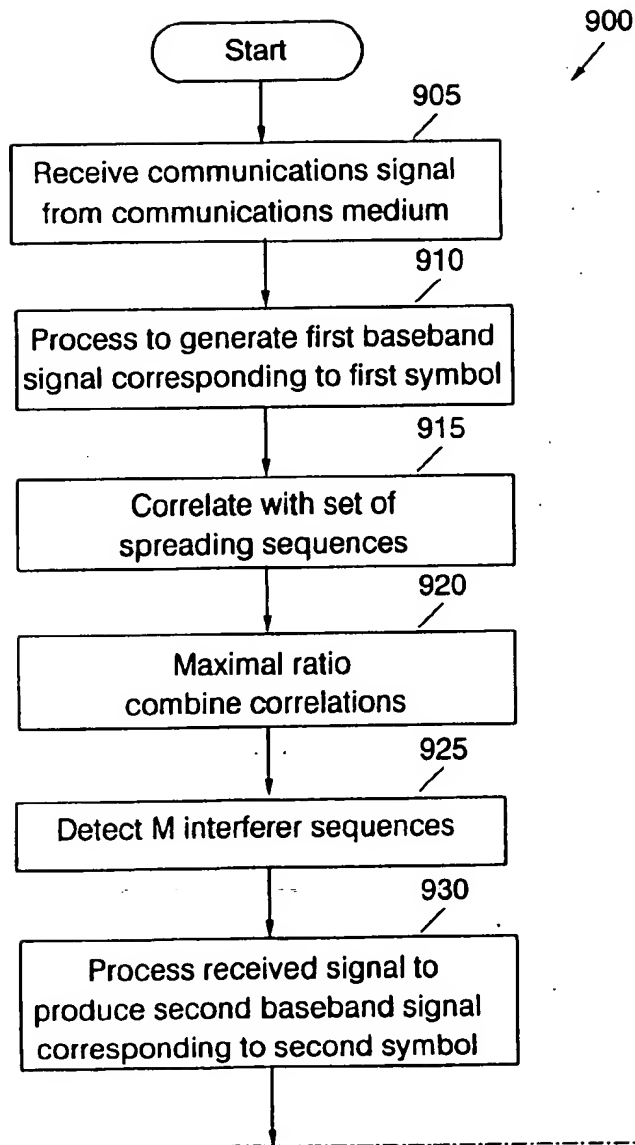 Start
900
905
Receive communications signal
from communications medium
910
Process to generate first baseband
signal corresponding to first symbol
915
Correlate with set of
spreading sequences
920
Maximal ratio
combine correlations
925
Detect M interferer sequences
930
Process received signal to
produce second baseband signal
corresponding to second symbol